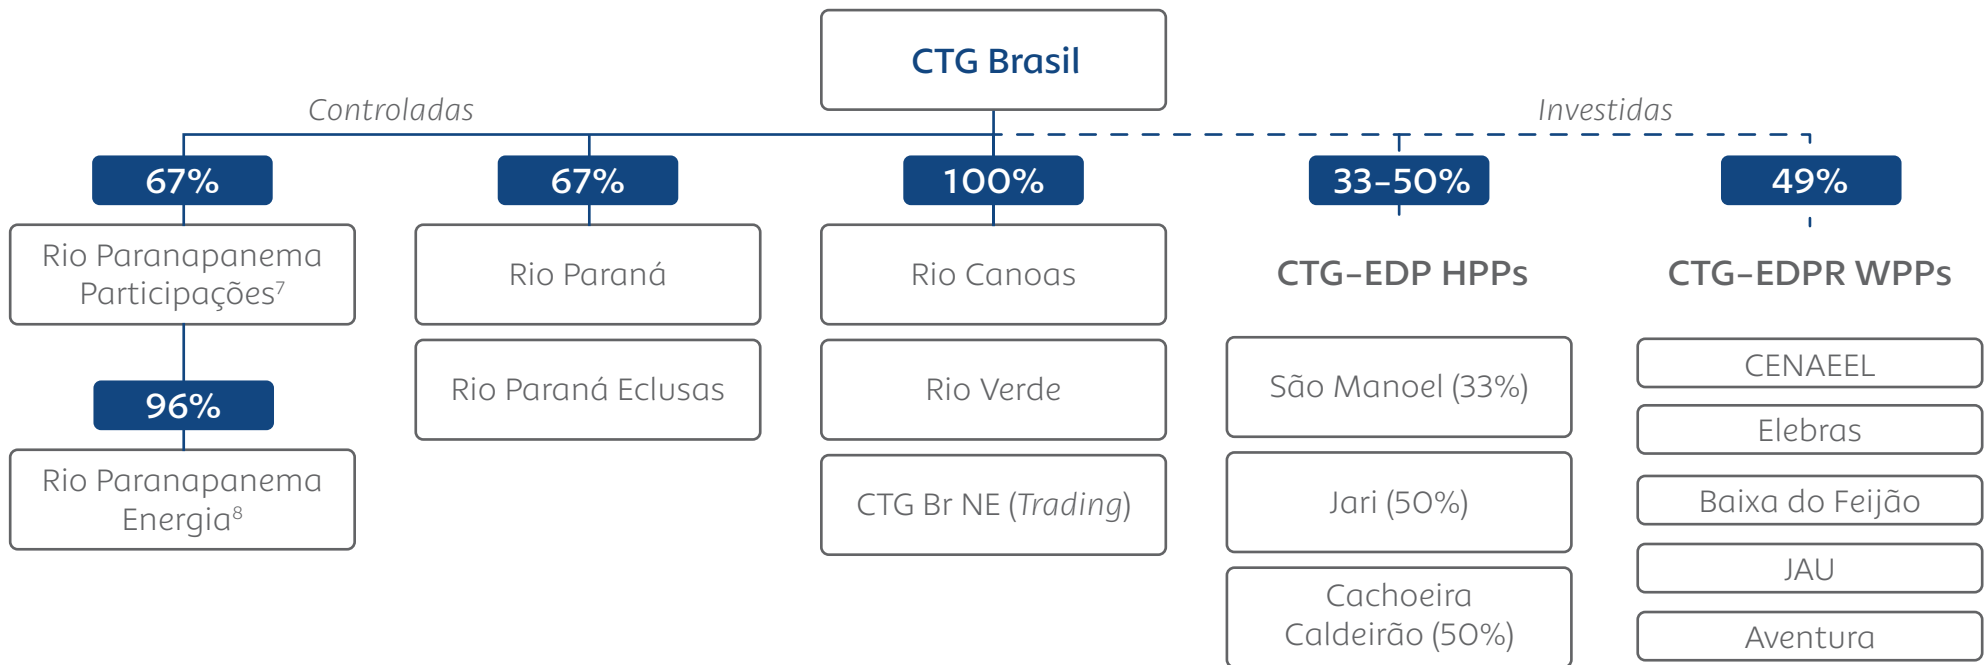 CTG Brasil
Controladas
Investidas
67%
67%
100%
33-50%
49%
Rio Paranapanema
Participações⁷
96%
Rio Paranapanema
Energia⁸
Rio Paraná
Rio Paraná Eclusas
Rio Canoas
Rio Verde
CTG Br NE (Trading)
CTG-EDP HPPs
São Manoel (33%)
Jari (50%)
Cachoeira
Caldeirão (50%)
CTG-EDPR WPPs
CENAEEL
Elebras
Baixa do Feijão
JAU
Aventura